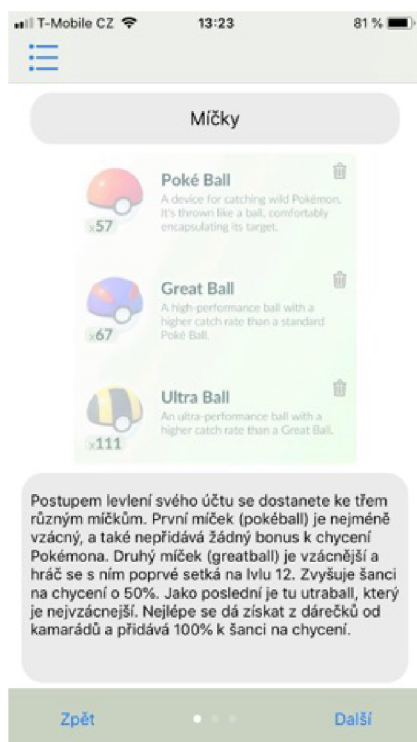 T-Mobile CZ 13:23 81 %
Míčky
Poké Ball
A device for catching wild Pokémon.
It's thrown like a ball, comfortably
encapsulating its target.
x57
Great Ball
A high-performance ball with a
higher catch rate than a standard
Poké Ball.
x67
Ultra Ball
An ultra-performance ball with a
higher catch rate than a Great Ball.
x111
Postupem levlení svého účtu se dostanete ke třem
různým míčkům. První míček (pokéball) je nejméně
vzácný, a také nepřidává žádný bonus k chycení
Pokémona. Druhý míček (greatball) je vzácnější a
hráč se s ním poprvé setká na lvlu 12. Zvyšuje šanci
na chycení o 50%. Jako poslední je tu utraball, který
je nejvzácnejší. Nejlépe se dá získat z dárečků od
kamarádů a přidává 100% k šanci na chycení.
Zpět Další